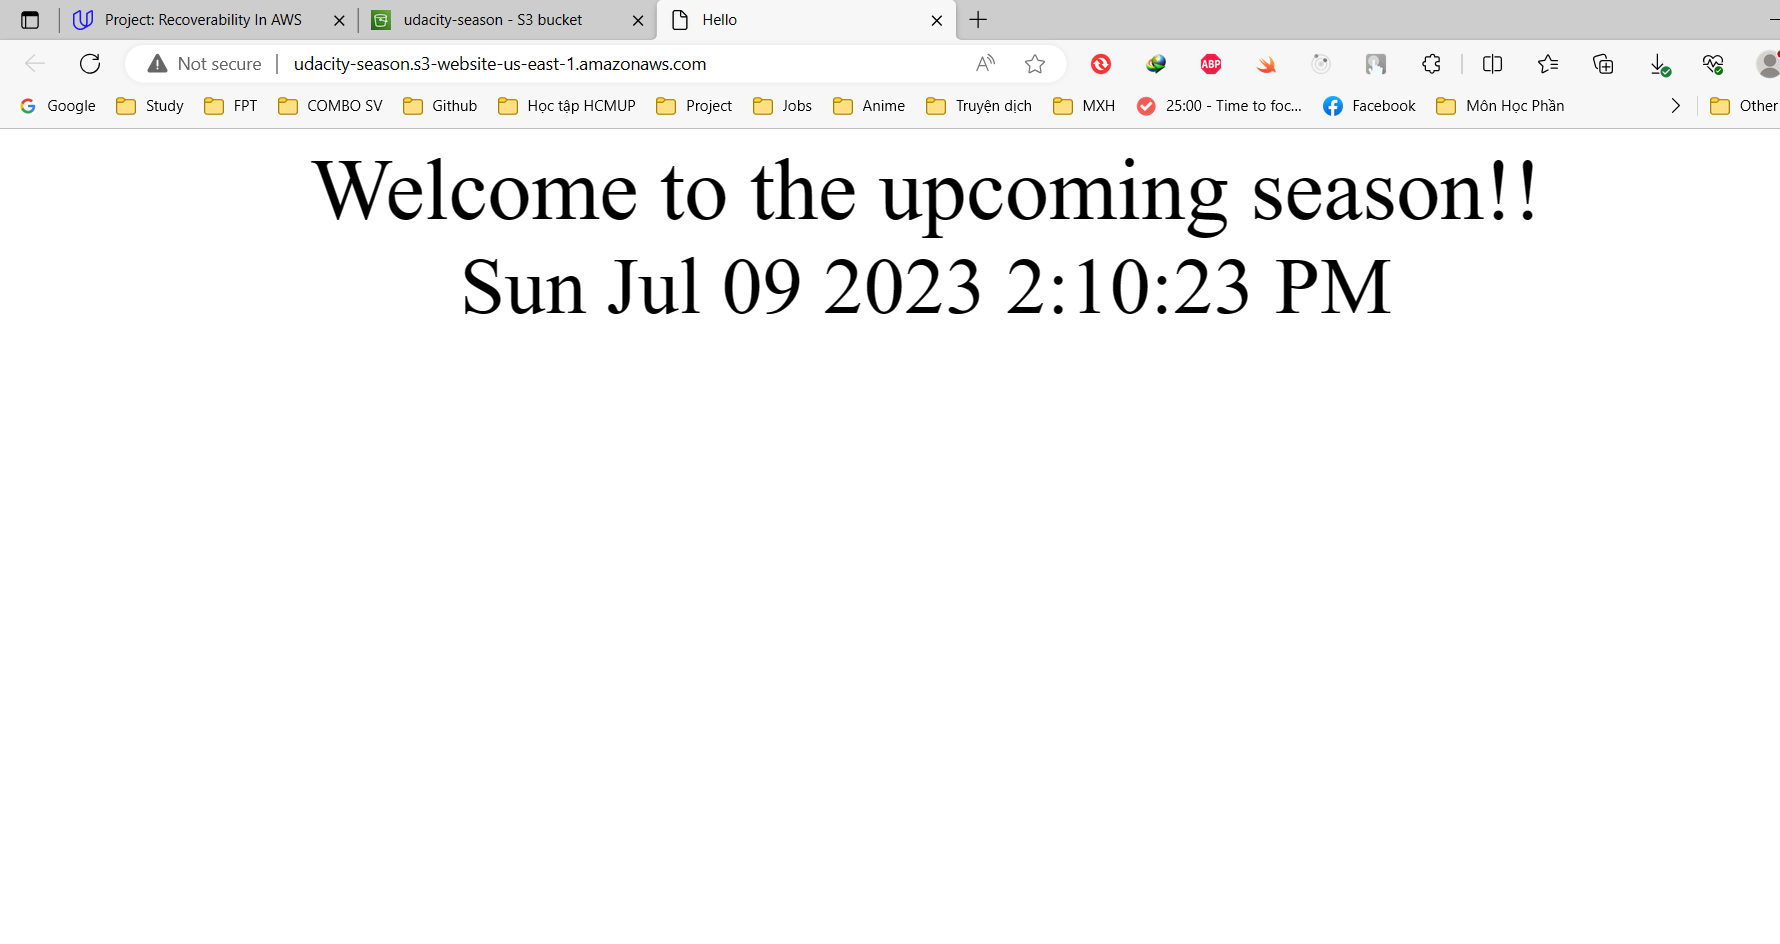 Project: Recoverability In AWS
udacity-season - S3 bucket
Hello
Not secure
udacity-season.s3-website-us-east-1.amazonaws.com
A
ABP
G Google
Study
FPT
COMBO SV
Github
Học tập HCMUP
Project
Jobs
Anime
Truyện dịch
MXH
25:00 - Time to foc...
Facebook
Môn Học Phần
Other
Welcome to the upcoming season!!
Sun Jul 09 2023 2:10:23 PM